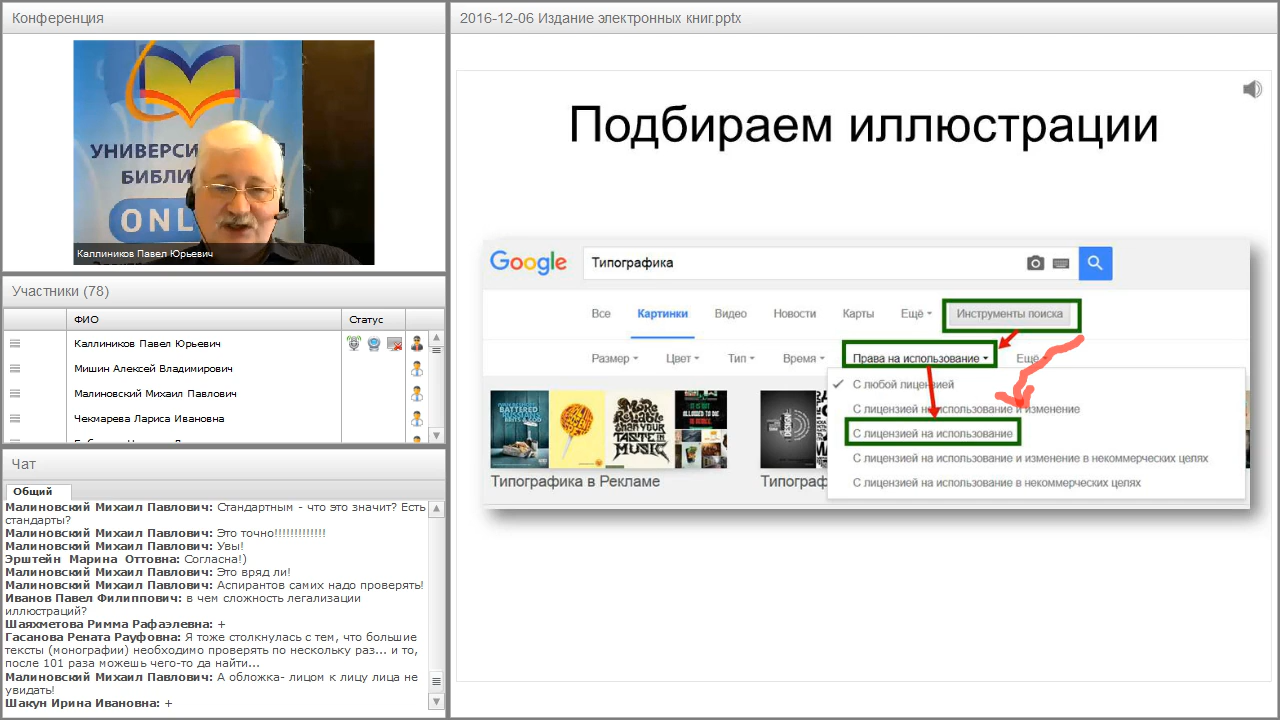 Конференция
УНИВЕРСИ
БИБЛИ
ONL
Каллиников Павел Юрьевич
Участники (78)
ФИО Статус
Каллиников Павел Юрьевич
Мишин Алексей Владимирович
Малиновский Михаил Павлович
Чекмарева Лариса Ивановна
Чат
Общий
Малиновский Михаил Павлович: Стандартным - что это значит? Есть
стандарты?
Малиновский Михаил Павлович: Это точно!!!!!!!!!!!!!
Малиновский Михаил Павлович: Увы!
Эрштейн Марина Оттовна: Согласна!)
Малиновский Михаил Павлович: Это вряд ли!
Малиновский Михаил Павлович: Аспирантов самих надо проверять!
Иванов Павел Филиппович: в чем сложность легализации
иллюстраций?
Шаяхметова Римма Рафаэлевна: +
Гасанова Рената Рауфовна: Я тоже столкнулась с тем, что большие
тексты (монографии) необходимо проверять по нескольку раз... и то,
после 101 раза можешь чего-то да найти...
Малиновский Михаил Павлович: А обложка- лицом к лицу лица не
увидать!
Шакун Ирина Ивановна: +
2016-12-06 Издание электронных книг.pptx
Подбираем иллюстрации
Google Типографика
Все Картинки Видео Новости Карты Ещё Инструменты поиска
Размер Цвет Тип Время Права на использование Ещё
С любой лицензией
С лицензией на использование и изменение
С лицензией на использование
С лицензией на использование и изменение в некоммерческих целях
С лицензией на использование в некоммерческих целях
BATTERED
MORE
THAN YOUR
TASTE IN
MUSIC
Типографика в Рекламе
Типограф